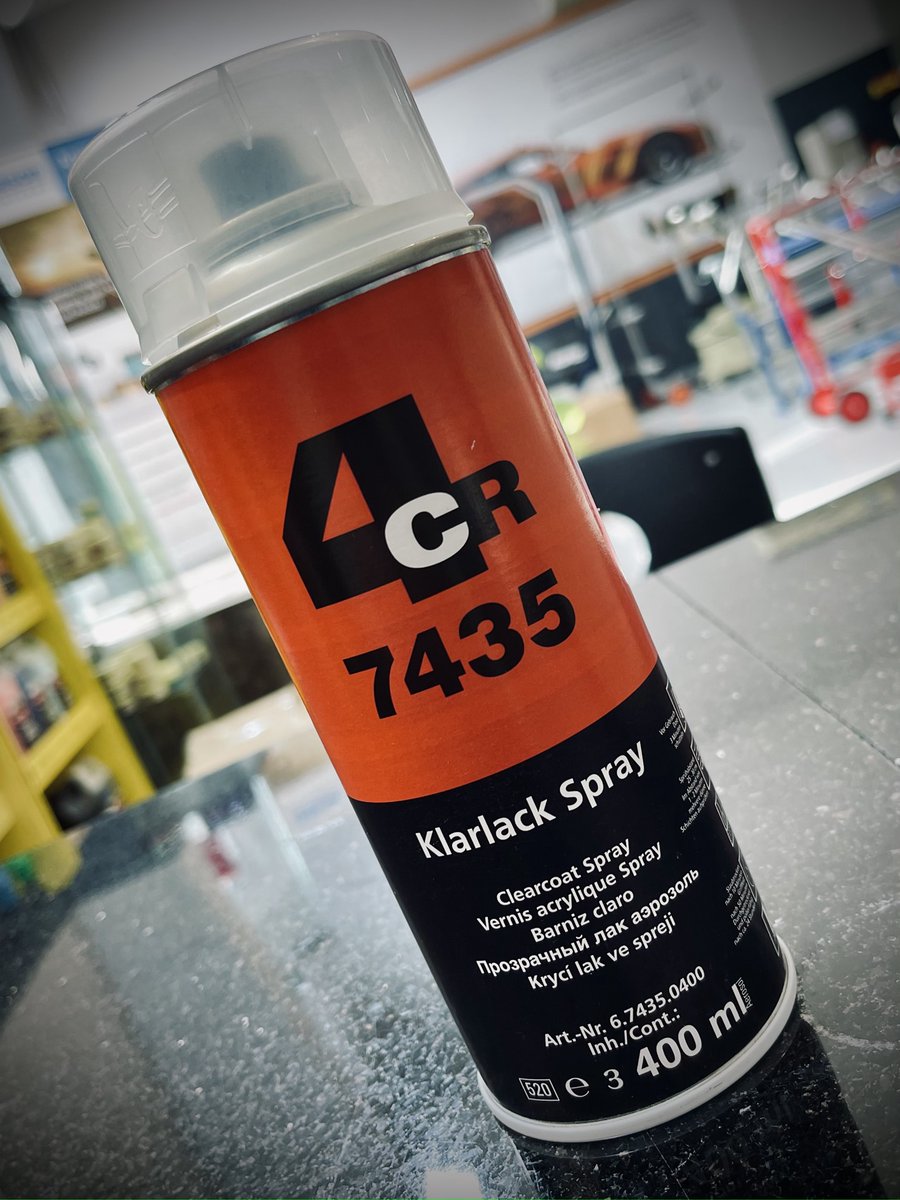 4CR
7435
Klarlack Spray
Clearcoat Spray
Vernis acrylique Spray
Barniz claro
Прозрачный лак аэрозоль
Krycí lak ve spreji
Art.-Nr. 6.7435.0400
Inh./Cont.:
520 e 3 400 ml